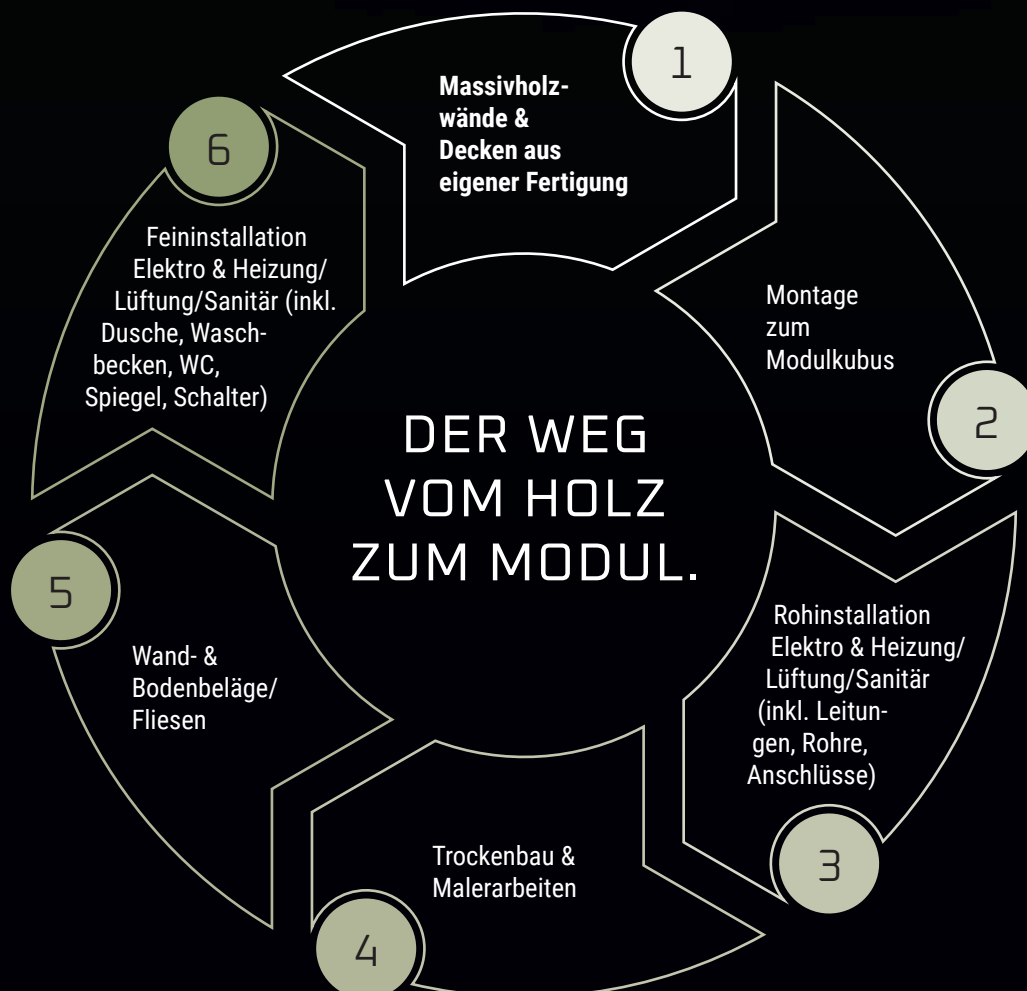 DER WEG
VOM HOLZ
ZUM MODUL.
1
Massivholz-
wände &
Decken aus
eigener Fertigung
2
Montage
zum
Modulkubus
3
Rohinstallation
Elektro & Heizung/
Lüftung/Sanitär
(inkl. Leitun-
gen, Rohre,
Anschlüsse)
4
Trockenbau &
Malerarbeiten
5
Wand- &
Bodenbeläge/
Fliesen
6
Feininstallation
Elektro & Heizung/
Lüftung/Sanitär (inkl.
Dusche, Wasch-
becken, WC,
Spiegel, Schalter)